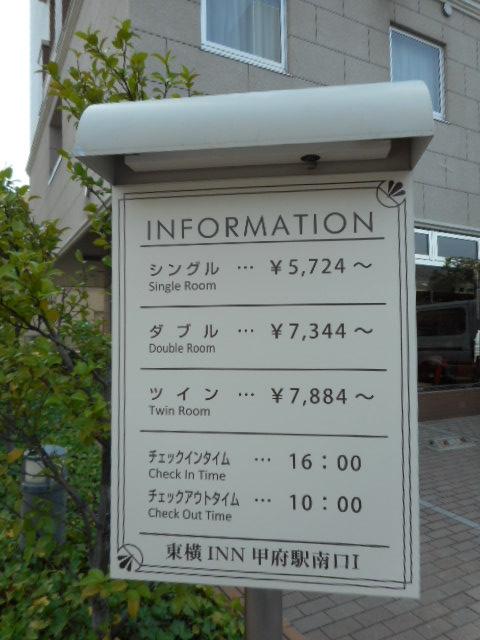 INFORMATION
シングル … ¥5,724～
Single Room
ダブル … ¥7,344～
Double Room
ツイン … ¥7,884～
Twin Room
チェックインタイム … 16：00
Check In Time
チェックアウトタイム … 10：00
Check Out Time
東横INN 甲府駅南口I